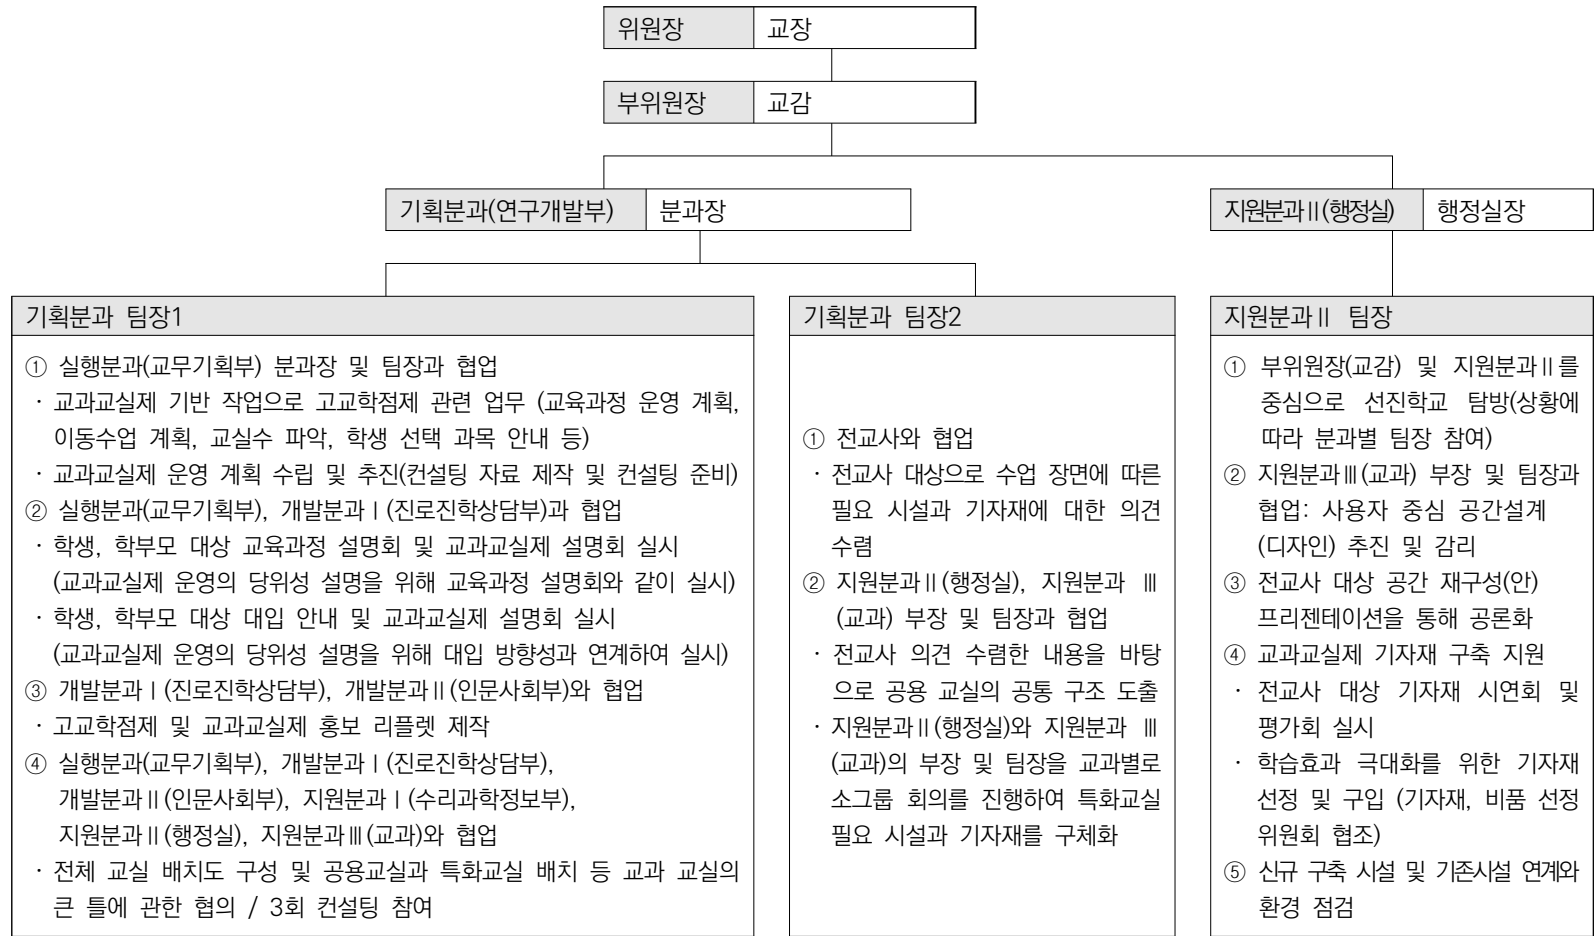 위원장 교장
부위원장 교감
기획분과(연구개발부) 분과장
지원분과Ⅱ(행정실) 행정실장
기획분과 팀장1
① 실행분과(교무기획부) 분과장 및 팀장과 협업
· 교과교실제 기반 작업으로 고교학점제 관련 업무 (교육과정 운영 계획,
이동수업 계획, 교실수 파악, 학생 선택 과목 안내 등)
· 교과교실제 운영 계획 수립 및 추진(컨설팅 자료 제작 및 컨설팅 준비)
② 실행분과(교무기획부), 개발분과Ⅰ(진로진학상담부)과 협업
· 학생, 학부모 대상 교육과정 설명회 및 교과교실제 설명회 실시
(교과교실제 운영의 당위성 설명을 위해 교육과정 설명회와 같이 실시)
· 학생, 학부모 대상 대입 안내 및 교과교실제 설명회 실시
(교과교실제 운영의 당위성 설명을 위해 대입 방향성과 연계하여 실시)
③ 개발분과Ⅰ(진로진학상담부), 개발분과Ⅱ(인문사회부)와 협업
· 고교학점제 및 교과교실제 홍보 리플렛 제작
④ 실행분과(교무기획부), 개발분과Ⅰ(진로진학상담부),
개발분과Ⅱ(인문사회부), 지원분과Ⅰ(수리과학정보부),
지원분과Ⅱ(행정실), 지원분과Ⅲ(교과)와 협업
· 전체 교실 배치도 구성 및 공용교실과 특화교실 배치 등 교과 교실의
큰 틀에 관한 협의 / 3회 컨설팅 참여
기획분과 팀장2
① 전교사와 협업
· 전교사 대상으로 수업 장면에 따른
필요 시설과 기자재에 대한 의견
수렴
② 지원분과Ⅱ(행정실), 지원분과 Ⅲ
(교과) 부장 및 팀장과 협업
· 전교사 의견 수렴한 내용을 바탕
으로 공용 교실의 공통 구조 도출
· 지원분과Ⅱ(행정실)와 지원분과 Ⅲ
(교과)의 부장 및 팀장을 교과별로
소그룹 회의를 진행하여 특화교실
필요 시설과 기자재를 구체화
지원분과Ⅱ 팀장
① 부위원장(교감) 및 지원분과Ⅱ를
중심으로 선진학교 탐방(상황에
따라 분과별 팀장 참여)
② 지원분과Ⅲ(교과) 부장 및 팀장과
협업: 사용자 중심 공간설계
(디자인) 추진 및 감리
③ 전교사 대상 공간 재구성(안)
프리젠테이션을 통해 공론화
④ 교과교실제 기자재 구축 지원
· 전교사 대상 기자재 시연회 및
평가회 실시
· 학습효과 극대화를 위한 기자재
선정 및 구입 (기자재, 비품 선정
위원회 협조)
⑤ 신규 구축 시설 및 기존시설 연계와
환경 점검